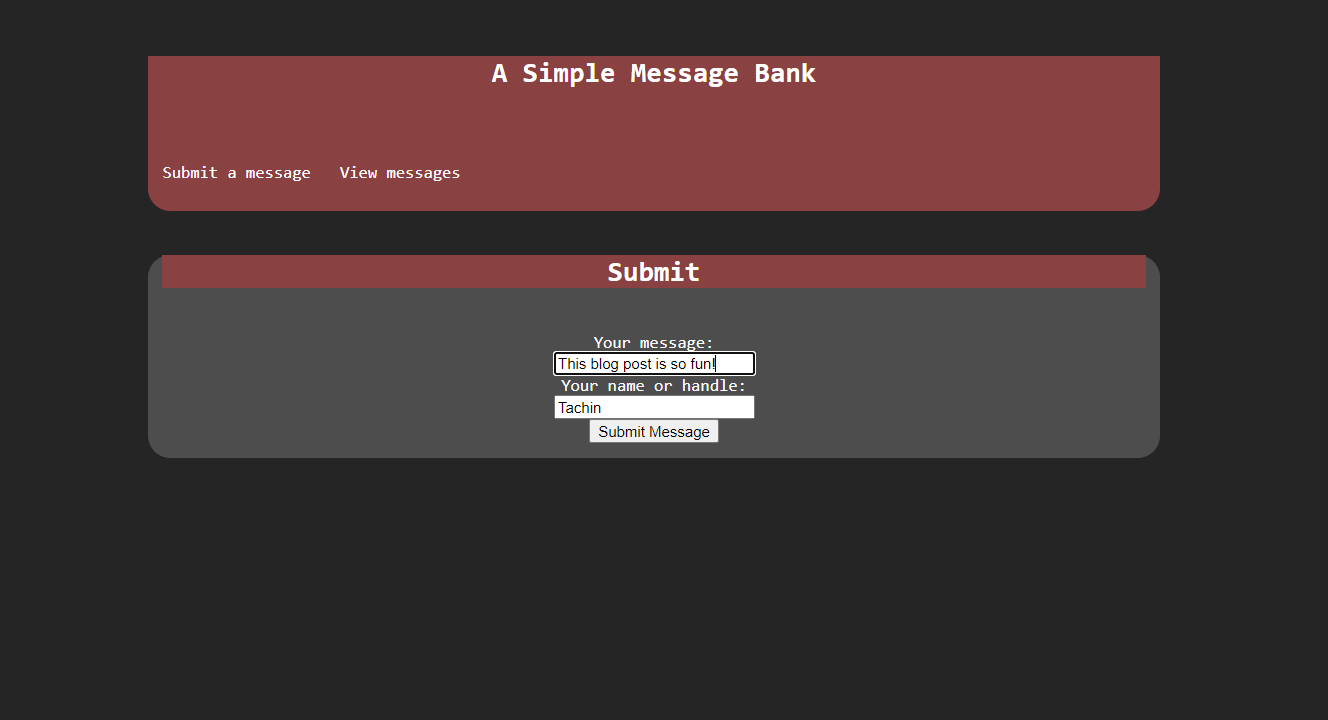 A Simple Message Bank
Submit a message View messages
Submit
Your message:
This blog post is so fun!
Your name or handle:
Tachin
Submit Message